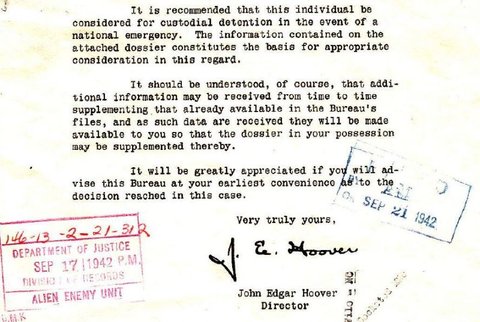 It is recommended that this individual be
considered for custodial detention in the event of a
national emergency. The information contained on the
attached dossier constitutes the basis for appropriate
consideration in this regard.
It should be understood, of course, that addi-
tional information may be received from time to time
supplementing that already available in the Bureau's
files, and as such data are received they will be made
available to you so that the dossier in your possession
may be supplemented thereby.
It will be greatly appreciated if you will ad-
vise this Bureau at your earliest convenience as to the
decision reached in this case.
Very truly yours,
J. E. Hoover
John Edgar Hoover
Director
146-13-2-21-312
DEPARTMENT OF JUSTICE
SEP 17 1942 P.M.
DIVISION OF RECORDS
ALIEN ENEMY UNIT
SEP 21 1942